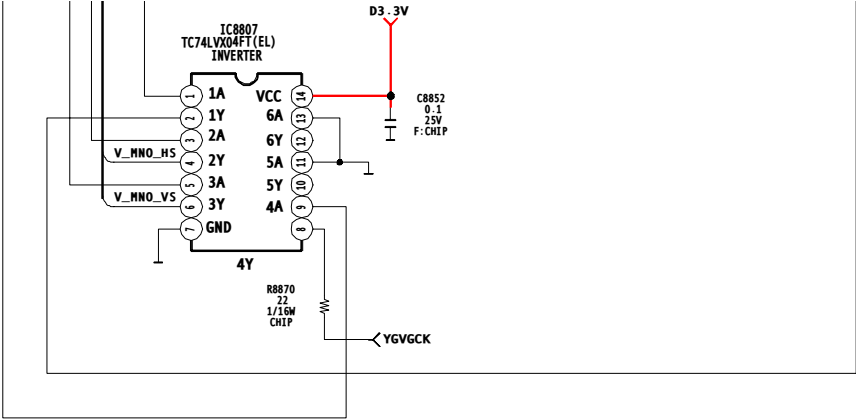 D3.3V
IC8807
TC74LVX04FT(EL)
INVERTER
1 1A VCC 14
2 1Y 6A 13
3 2A 6Y 12
V_MNO_HS 4 2Y 5A 11
5 3A 5Y 10
V_MNO_VS 6 3Y 4A 9
7 GND 8
4Y
C8852
0.1
25V
F:CHIP
R8870
22
1/16W
CHIP
YGVGCK